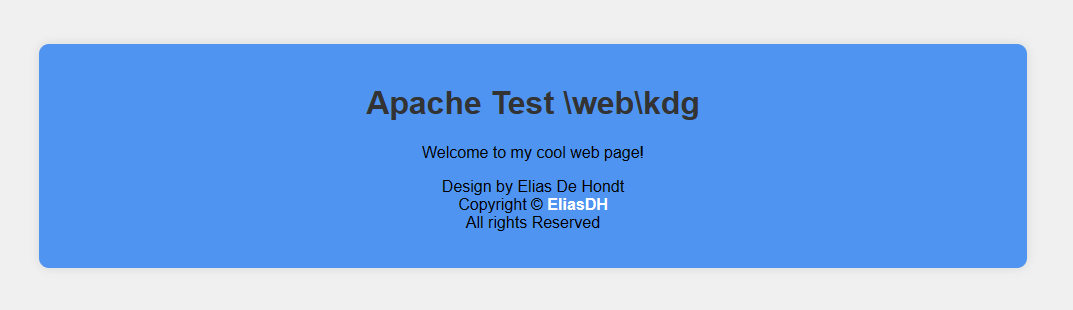 Apache Test \web\kdg
Welcome to my cool web page!
Design by Elias De Hondt
Copyright © EliasDH
All rights Reserved